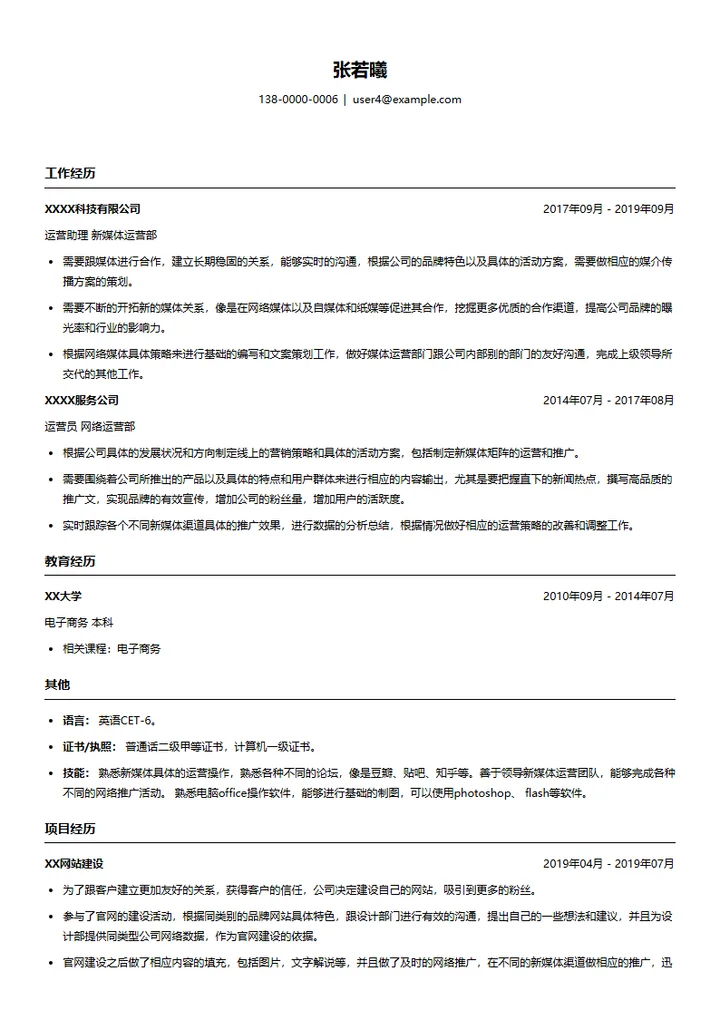 张若曦
138-0000-0006 | user4@example.com
工作经历
XXXX科技有限公司 2017年09月 - 2019年09月
运营助理 新媒体运营部
• 需要跟媒体进行合作，建立长期稳固的关系，能够实时的沟通，根据公司的品牌特色以及具体的活动方案，需要做相应的媒介传
播方案的策划。
• 需要不断的开拓新的媒体关系，像是在网络媒体以及自媒体和纸媒等促进其合作，挖掘更多优质的合作渠道，提高公司品牌的曝
光率和行业的影响力。
• 根据网络媒体具体策略来进行基础的编写和文案策划工作，做好媒体运营部门跟公司内部别的部门的友好沟通，完成上级领导所
交代的其他工作。
XXXX服务公司 2014年07月 - 2017年08月
运营员 网络运营部
• 根据公司具体的发展状况和方向制定线上的营销策略和具体的活动方案，包括制定新媒体矩阵的运营和推广。
• 需要围绕着公司所推出的产品以及具体的特点和用户群体来进行相应的内容输出，尤其是要把握直下的新闻热点，撰写高品质的
推广文，实现品牌的有效宣传，增加公司的粉丝量，增加用户的活跃度。
• 实时跟踪各个不同新媒体渠道具体的推广效果，进行数据的分析总结，根据情况做好相应的运营策略的改善和调整工作。
教育经历
XX大学 2010年09月 - 2014年07月
电子商务 本科
• 相关课程：电子商务
其他
• 语言： 英语CET-6。
• 证书/执照： 普通话二级甲等证书，计算机一级证书。
• 技能： 熟悉新媒体具体的运营操作，熟悉各种不同的论坛，像是豆瓣、贴吧、知乎等。善于领导新媒体运营团队，能够完成各种
不同的网络推广活动。 熟悉电脑office操作软件，能够进行基础的制图，可以使用photoshop、 flash等软件。
项目经历
XX网站建设 2019年04月 - 2019年07月
• 为了跟客户建立更加友好的关系，获得客户的信任，公司决定建设自己的网站，吸引到更多的粉丝。
• 参与了官网的建设活动，根据同类别的品牌网站具体特色，跟设计部门进行有效的沟通，提出自己的一些想法和建议，并且为设
计部提供同类型公司网络数据，作为官网建设的依据。
• 官网建设之后做了相应内容的填充，包括图片，文字解说等，并且做了及时的网络推广，在不同的新媒体渠道做相应的推广，迅